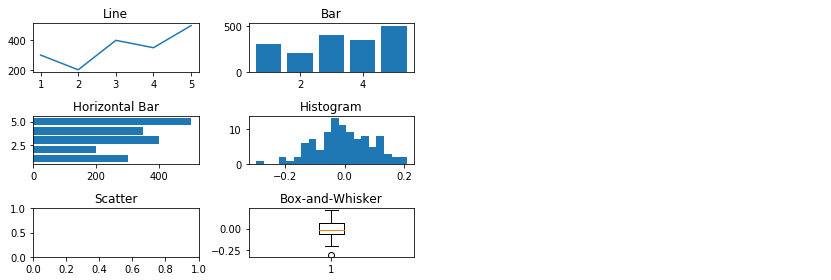 Line
400
200
1 2 3 4 5
Bar
500
0
2 4
Horizontal Bar
5.0
2.5
0 200 400
Histogram
10
0
−0.2 0.0 0.2
Scatter
1.0
0.5
0.0
0.0 0.2 0.4 0.6 0.8 1.0
Box-and-Whisker
0.00
−0.25
1